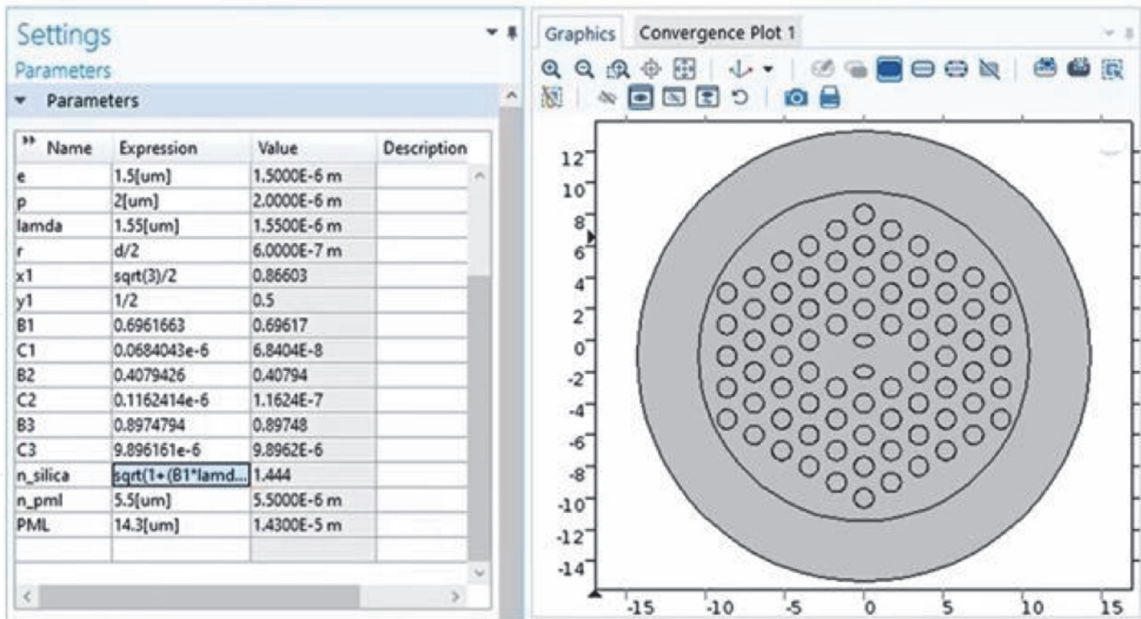 Settings
Parameters
Parameters
Name Expression Value Description
e 1.5[um] 1.5000E-6 m
p 2[um] 2.0000E-6 m
lamda 1.55[um] 1.5500E-6 m
r d/2 6.0000E-7 m
x1 sqrt(3)/2 0.86603
y1 1/2 0.5
B1 0.6961663 0.69617
C1 0.0684043e-6 6.8404E-8
B2 0.4079426 0.40794
C2 0.1162414e-6 1.1624E-7
B3 0.8974794 0.89748
C3 9.896161e-6 9.8962E-6
n_silica sqrt(1+(B1*lamd... 1.444
n_pml 5.5[um] 5.5000E-6 m
PML 14.3[um] 1.4300E-5 m
Graphics Convergence Plot 1
12
10
8
6
4
2
0
-2
-4
-6
-8
-10
-12
-14
-15 -10 -5 0 5 10 15